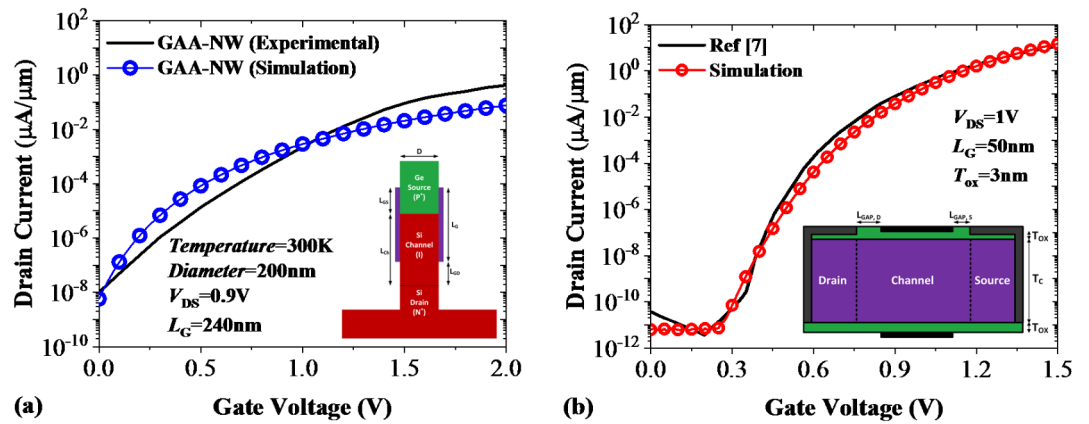 10^2
10^0
10^-2
10^-4
10^-6
10^-8
10^-10
Drain Current (μA/μm)
GAA-NW (Experimental)
GAA-NW (Simulation)
D
Ge
Source
(P+)
L_GS
L_G
Si
Channel
(I)
L_Ch
L_GD
Si
Drain
(N+)
Temperature=300K
Diameter=200nm
V_DS=0.9V
L_G=240nm
0.0 0.5 1.0 1.5 2.0
(a) Gate Voltage (V)
10^4
10^2
10^0
10^-2
10^-4
10^-6
10^-8
10^-10
10^-12
Drain Current (μA/μm)
Ref [7]
Simulation
V_DS=1V
L_G=50nm
T_ox=3nm
L_GAP, D L_GAP, S
T_OX
Drain Channel Source
T_C
T_OX
0.0 0.3 0.6 0.9 1.2 1.5
(b) Gate Voltage (V)